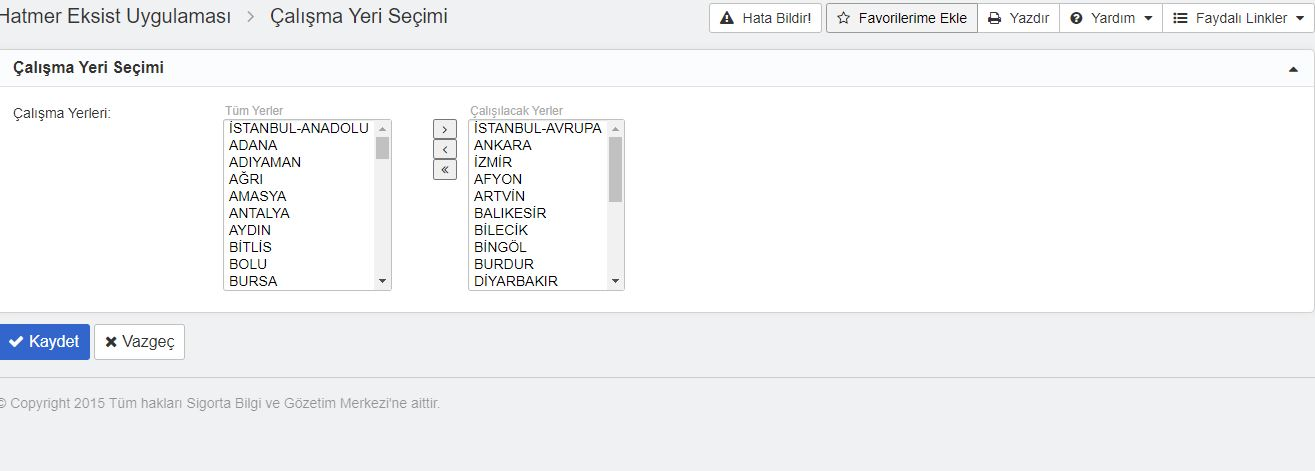 Hatmer Eksist Uygulaması > Çalışma Yeri Seçimi
Hata Bildir! Favorilerime Ekle Yazdır Yardım Faydalı Linkler
Çalışma Yeri Seçimi
Çalışma Yerleri:
Tüm Yerler
İSTANBUL-ANADOLU
ADANA
ADIYAMAN
AĞRI
AMASYA
ANTALYA
AYDIN
BİTLİS
BOLU
BURSA
>
<
«
Çalışılacak Yerler
İSTANBUL-AVRUPA
ANKARA
İZMİR
AFYON
ARTVİN
BALIKESİR
BİLECİK
BİNGÖL
BURDUR
DİYARBAKIR
Kaydet Vazgeç
© Copyright 2015 Tüm hakları Sigorta Bilgi ve Gözetim Merkezi'ne aittir.